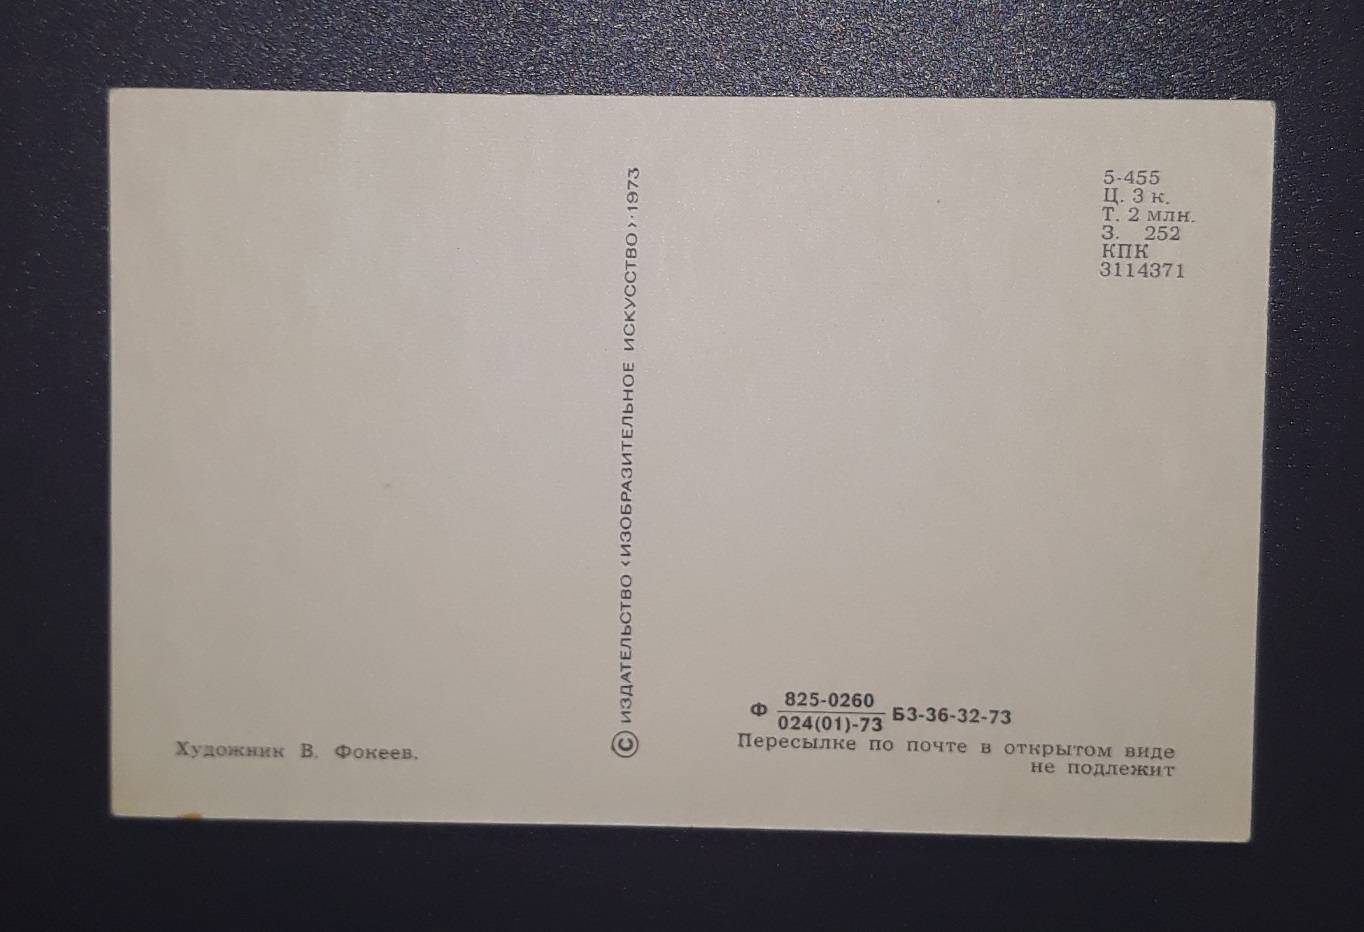 Художник В. Фокеев.
© ИЗДАТЕЛЬСТВО «ИЗОБРАЗИТЕЛЬНОЕ ИСКУССТВО»·1973
5-455
Ц. 3 к.
Т. 2 млн.
З. 252
КПК
3114371
Ф 825-0260
024(01)-73 БЗ-36-32-73
Пересылке по почте в открытом виде
не подлежит